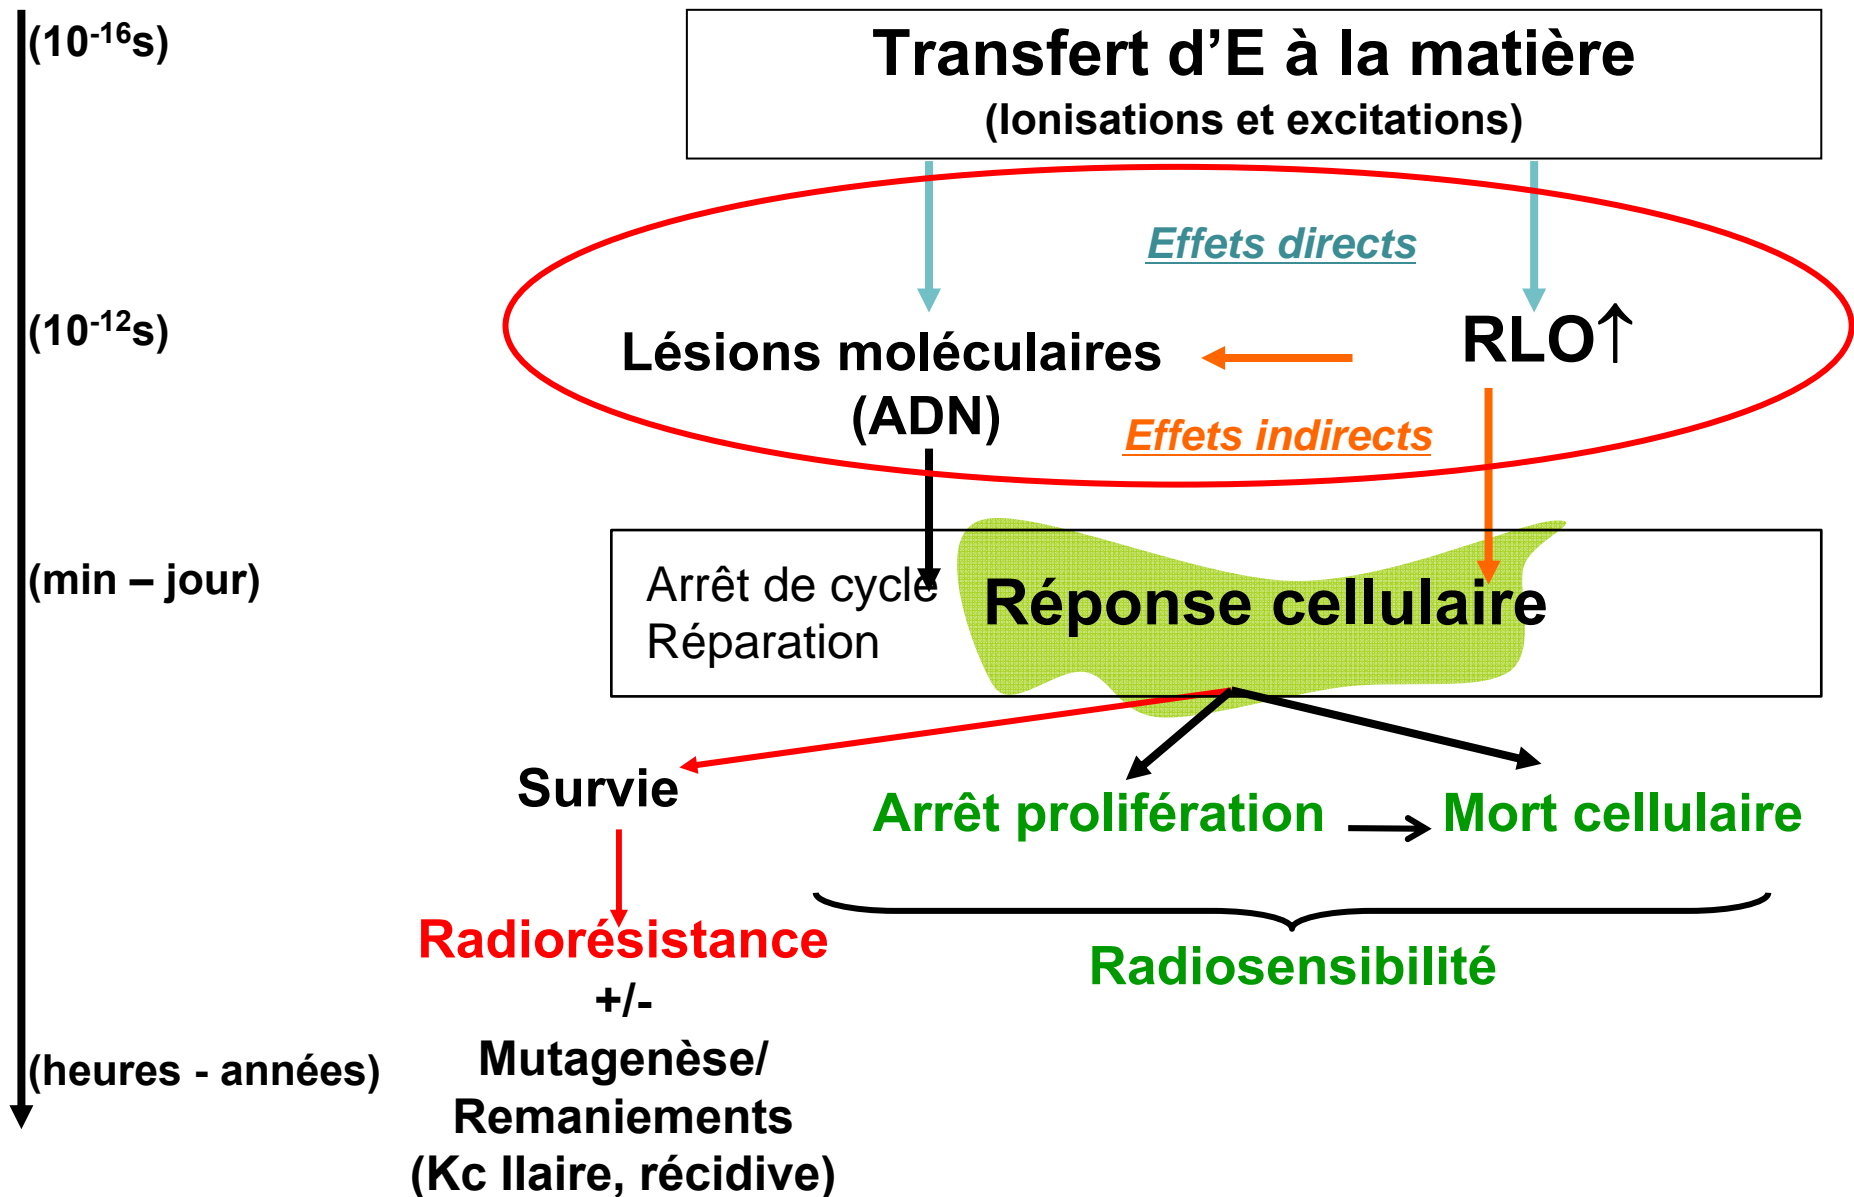 (10⁻¹⁶s)
Transfert d’E à la matière
(Ionisations et excitations)
Effets directs
(10⁻¹²s)
Lésions moléculaires
(ADN)
RLO↑
Effets indirects
(min – jour)
Arrêt de cycle
Réparation
Réponse cellulaire
Survie
Arrêt prolifération
Mort cellulaire
Radiorésistance
+/-
Radiosensibilité
(heures - années)
Mutagenèse/
Remaniements
(Kc IIaire, récidive)